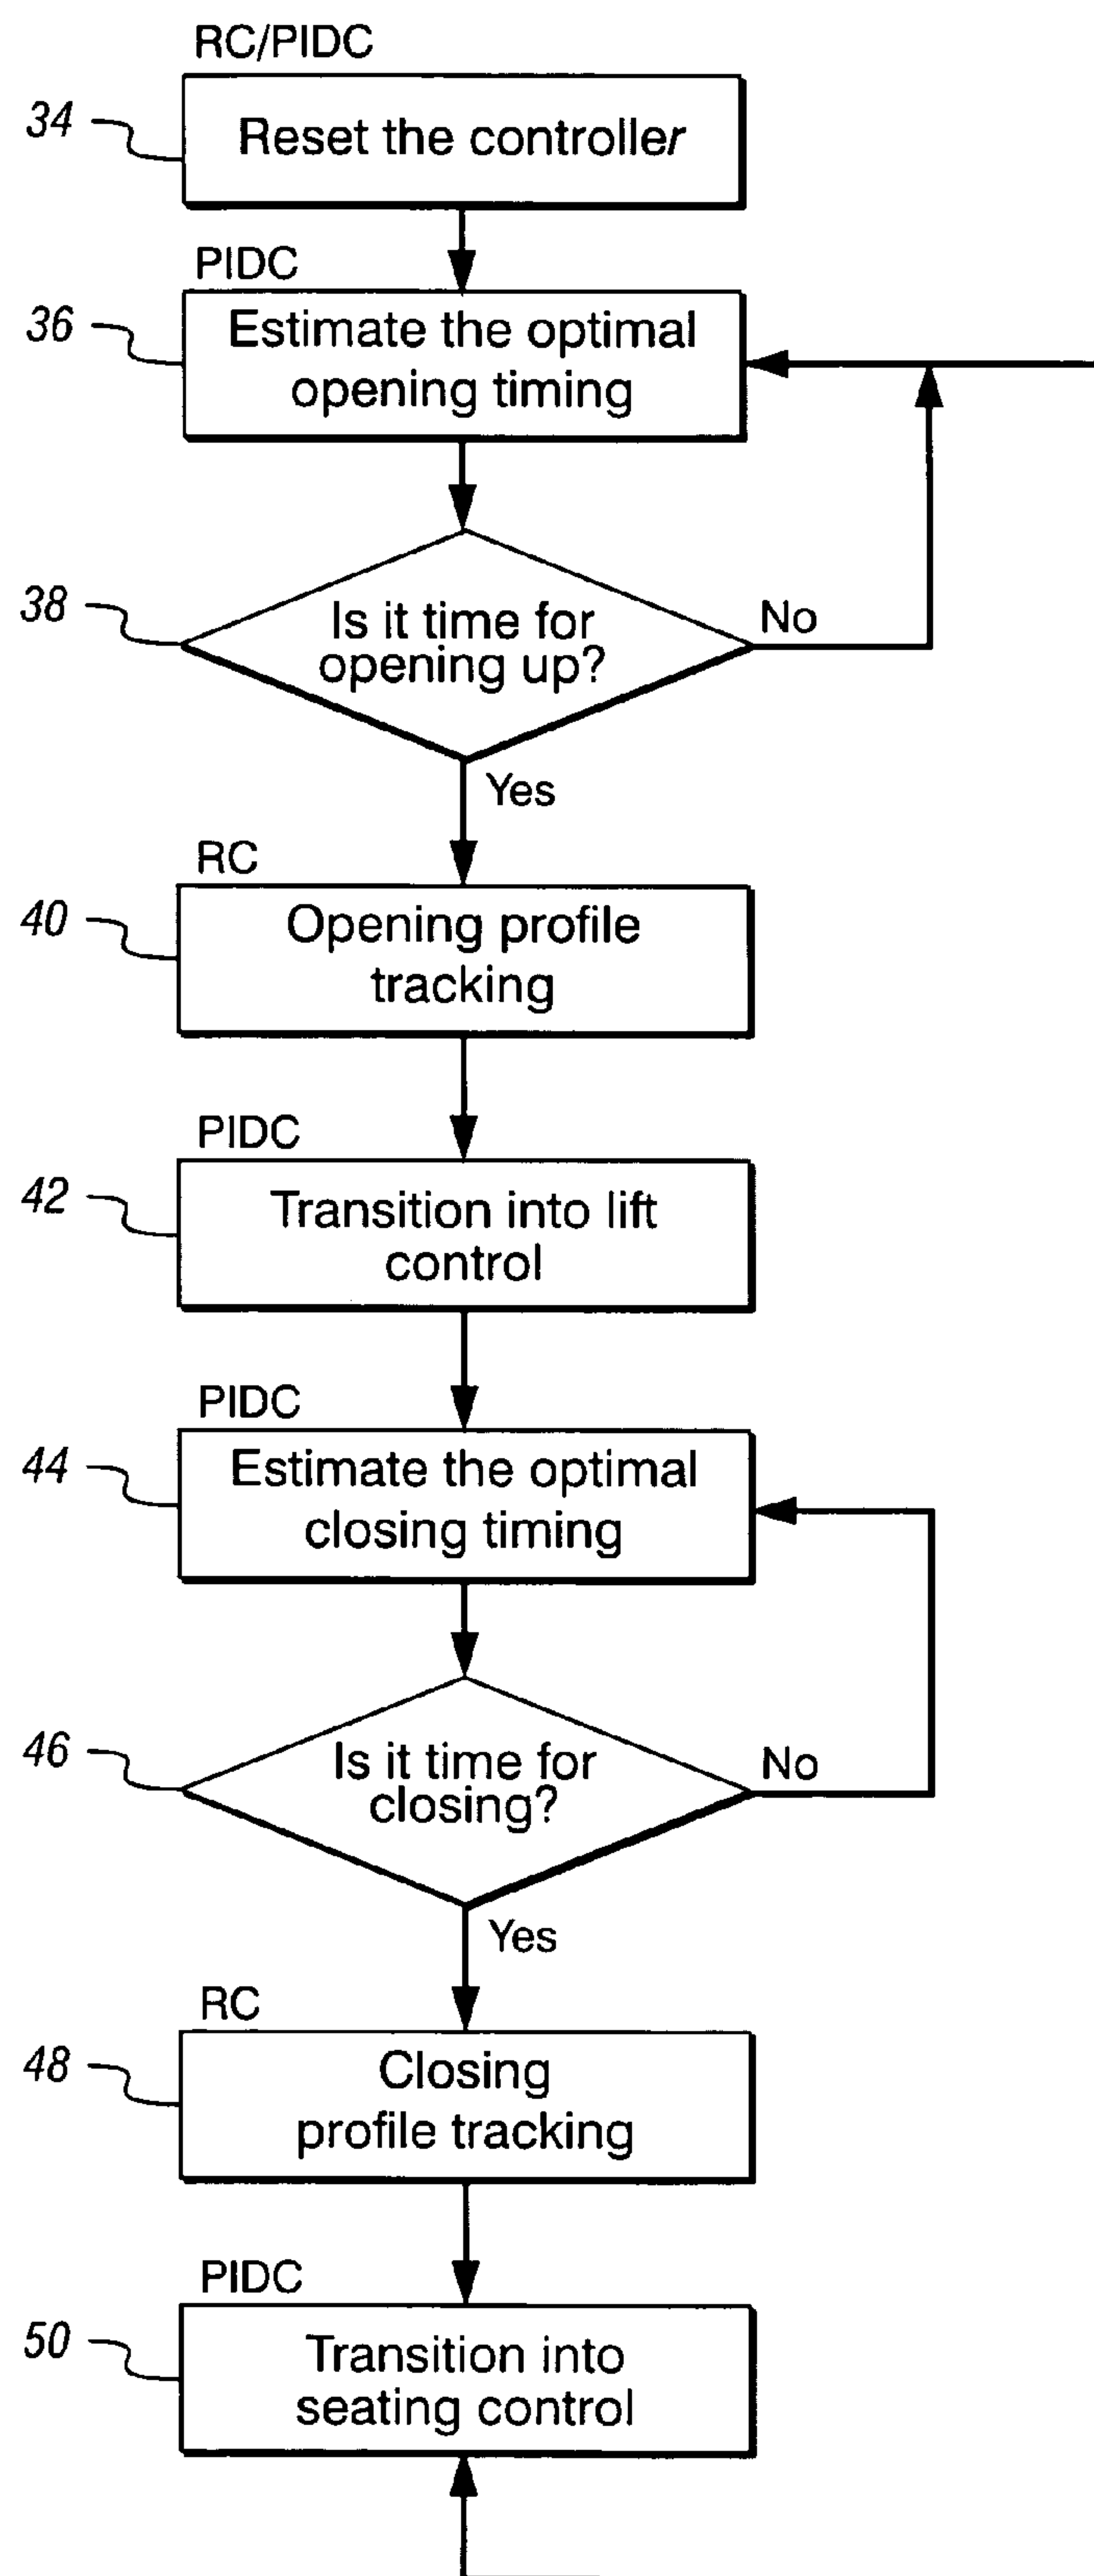 RC/PIDC
34
Reset the controller
PIDC
36
Estimate the optimal
opening timing
38
Is it time for
opening up?
No
Yes
RC
40
Opening profile
tracking
PIDC
42
Transition into lift
control
PIDC
44
Estimate the optimal
closing timing
46
Is it time for
closing?
No
Yes
RC
48
Closing
profile tracking
PIDC
50
Transition into
seating control